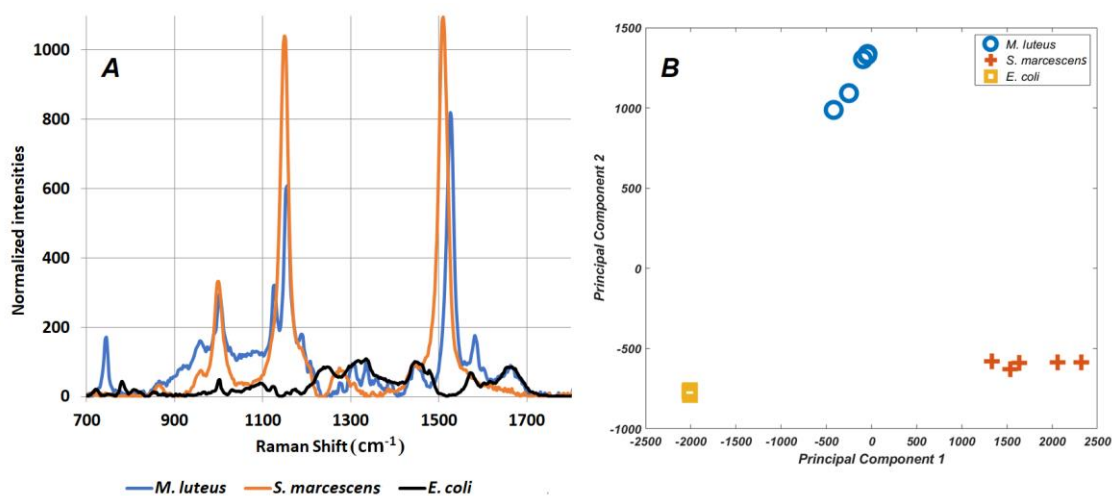 A
Normalized intensities
1000
800
600
400
200
0
700 900 1100 1300 1500 1700
Raman Shift (cm⁻¹)
M. luteus S. marcescens E. coli
B
M. luteus
S. marcescens
E. coli
Principal Component 2
1500
1000
500
0
-500
-1000
-2500 -2000 -1500 -1000 -500 0 500 1000 1500 2000 2500
Principal Component 1